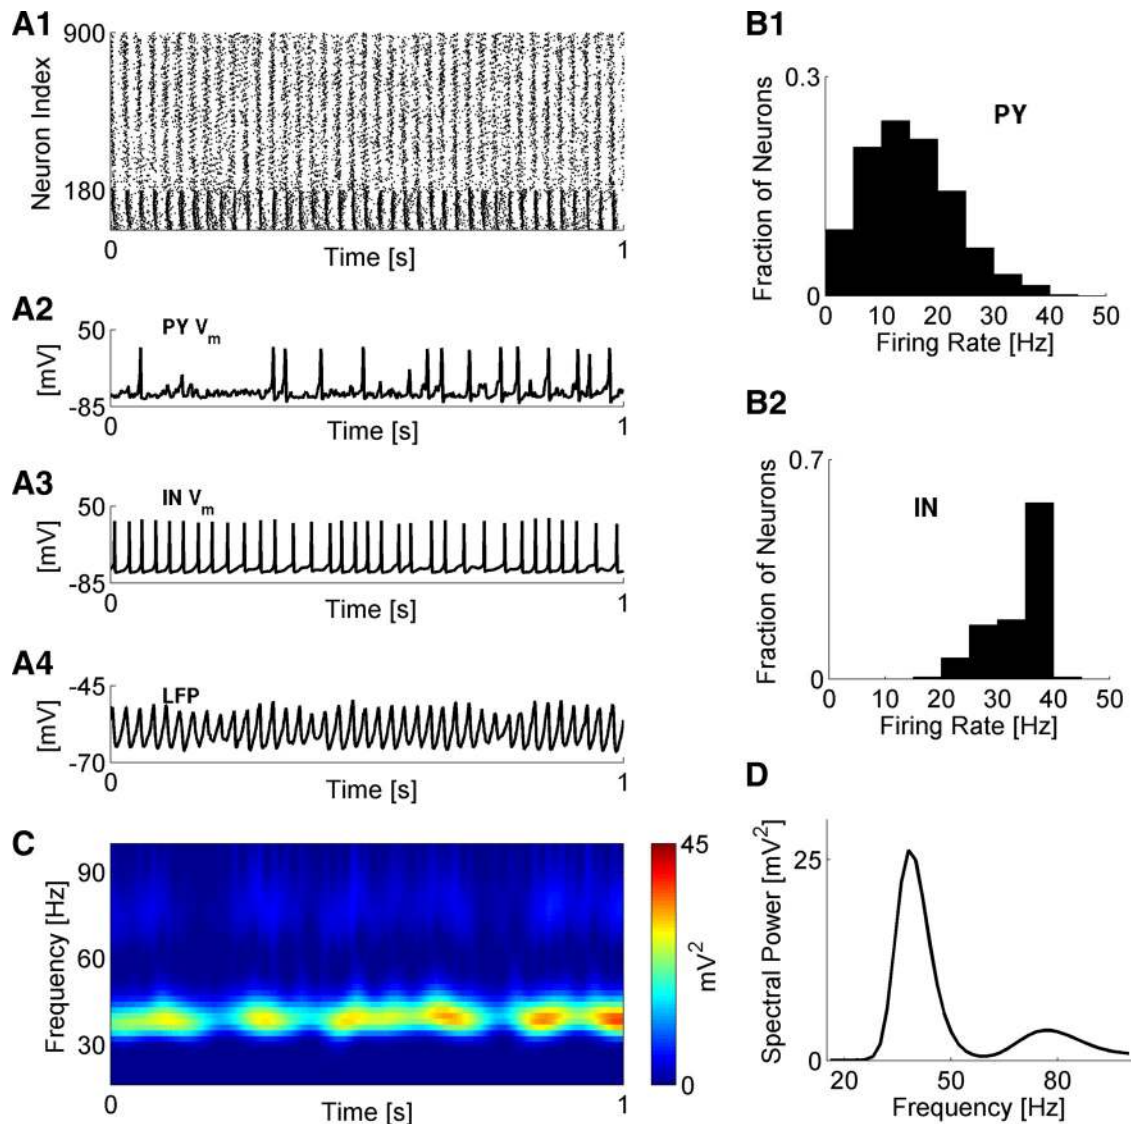 A1
900
Neuron Index
180
0
Time [s]
1
A2
PY Vm
50
[mV]
-85
0
Time [s]
1
A3
IN Vm
50
[mV]
-85
0
Time [s]
1
A4
LFP
-45
[mV]
-70
0
Time [s]
1
C
90
Frequency [Hz]
60
30
0
Time [s]
1
45
mV2
0
B1
0.3
PY
Fraction of Neurons
0
0 10 20 30 40 50
Firing Rate [Hz]
B2
0.7
IN
Fraction of Neurons
0
0 10 20 30 40 50
Firing Rate [Hz]
D
Spectral Power [mV2]
25
0
20 50 80
Frequency [Hz]